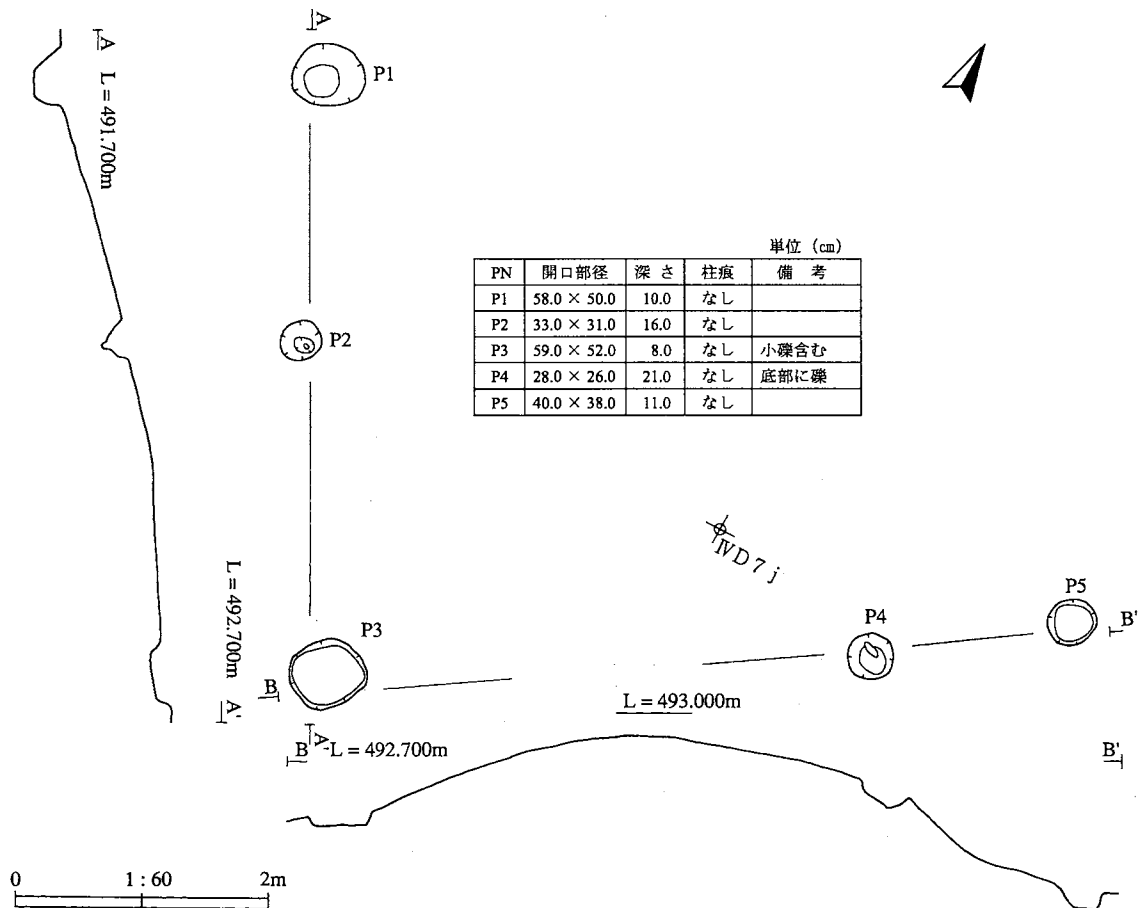 A
P1
A L = 491.700m
単位 (cm)
PN 開口部径 深さ 柱痕 備考
P1 58.0 × 50.0 10.0 なし
P2 33.0 × 31.0 16.0 なし
P3 59.0 × 52.0 8.0 なし 小礫含む
P4 28.0 × 26.0 21.0 なし 底部に礫
P5 40.0 × 38.0 11.0 なし
P2
ⅣD7j
P5
B'
P4
P3
L = 492.700m A'
B
L = 493.000m
A'
B L = 492.700m
B'
0 1 : 60 2m